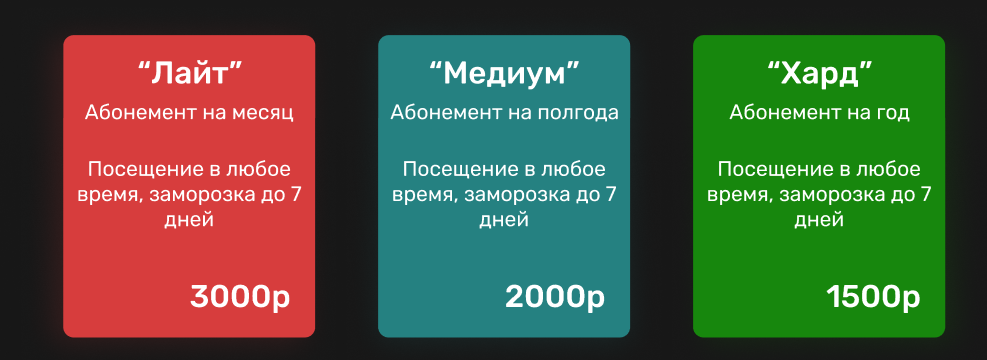 “Лайт”
Абонемент на месяц
Посещение в любое
время, заморозка до 7
дней
3000р
“Медиум”
Абонемент на полгода
Посещение в любое
время, заморозка до 7
дней
2000р
“Хард”
Абонемент на год
Посещение в любое
время, заморозка до 7
дней
1500р